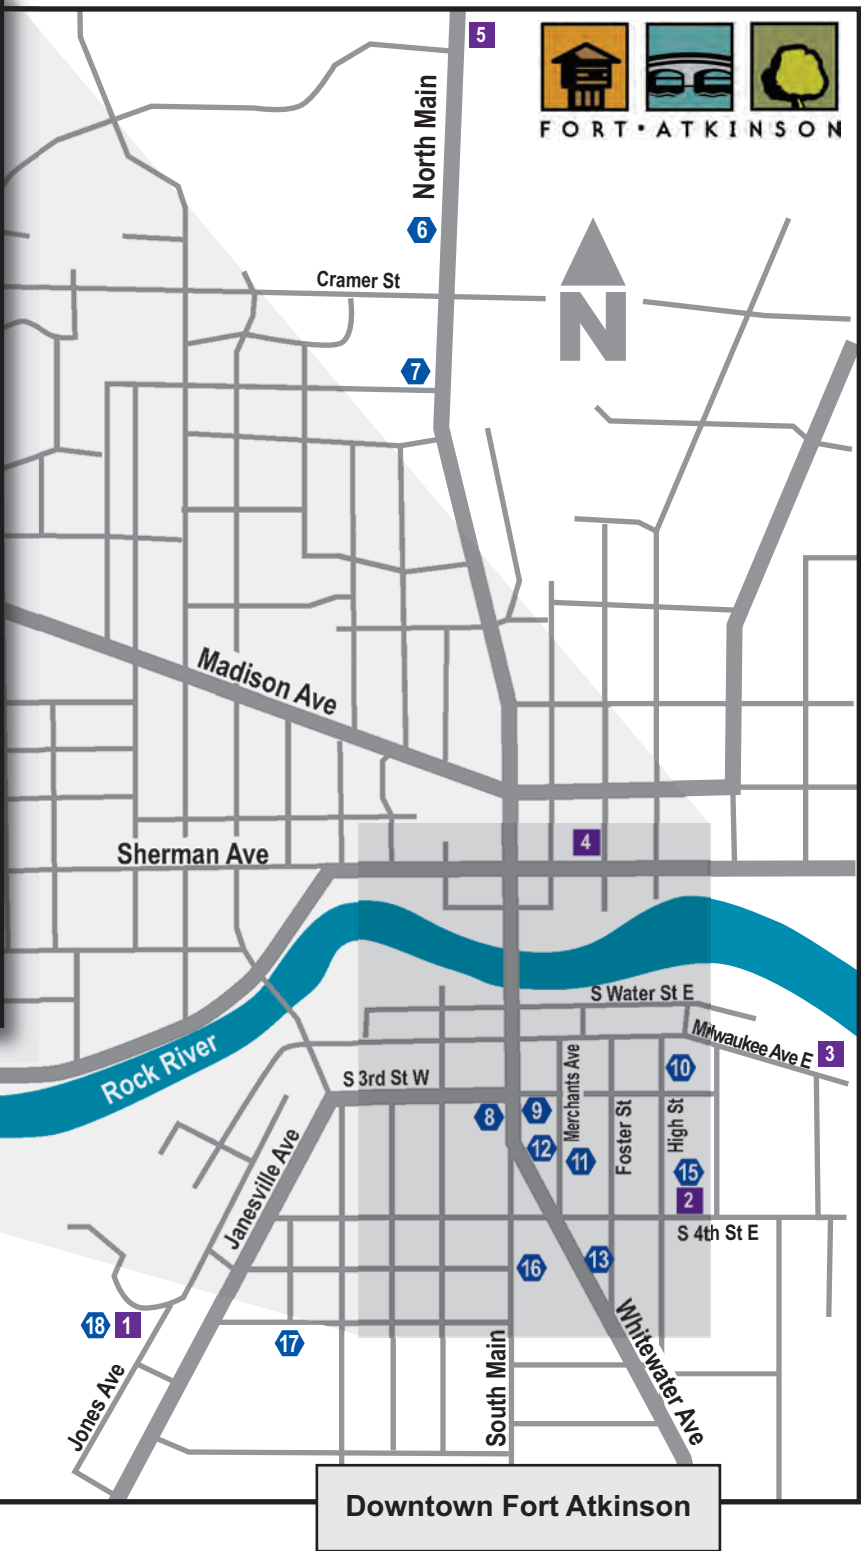 5
FORT·ATKINSON
North Main
6
N
Cramer St
7
Madison Ave
4
Sherman Ave
S Water St E
Milwaukee Ave E
3
Rock River
10
S 3rd St W
8
9
Merchants Ave
Foster St
High St
12
11
15
2
Janesville Ave
S 4th St E
16
13
18
1
17
Whitewater Ave
South Main
Jones Ave
Downtown Fort Atkinson